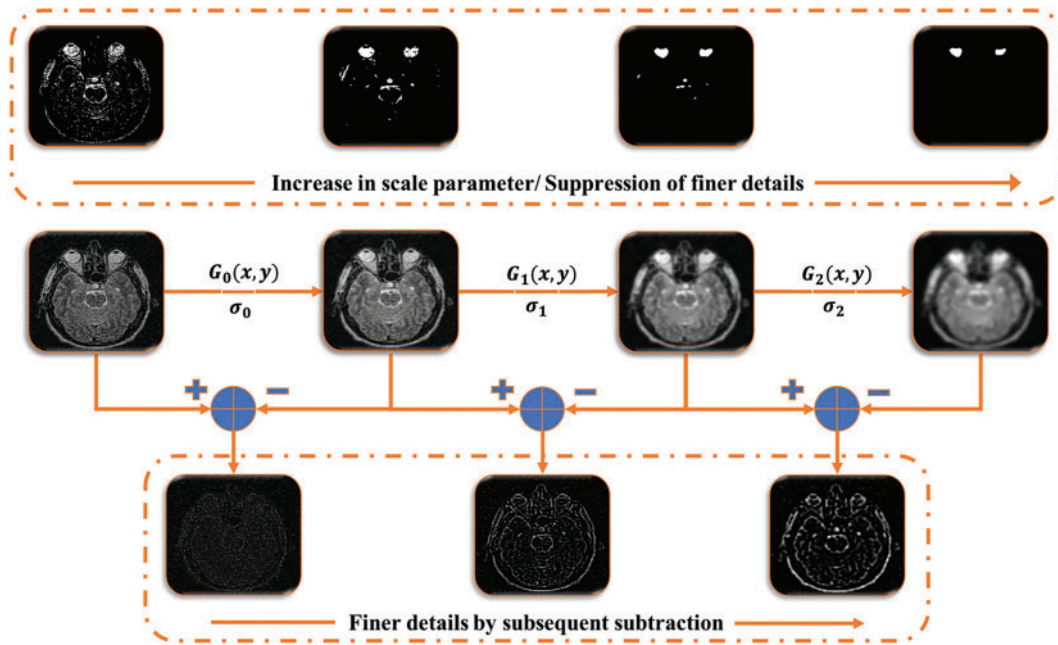 Increase in scale parameter/ Suppression of finer details
G₀(x, y)
σ₀
G₁(x, y)
σ₁
G₂(x, y)
σ₂
+ −
+ −
+ −
Finer details by subsequent subtraction